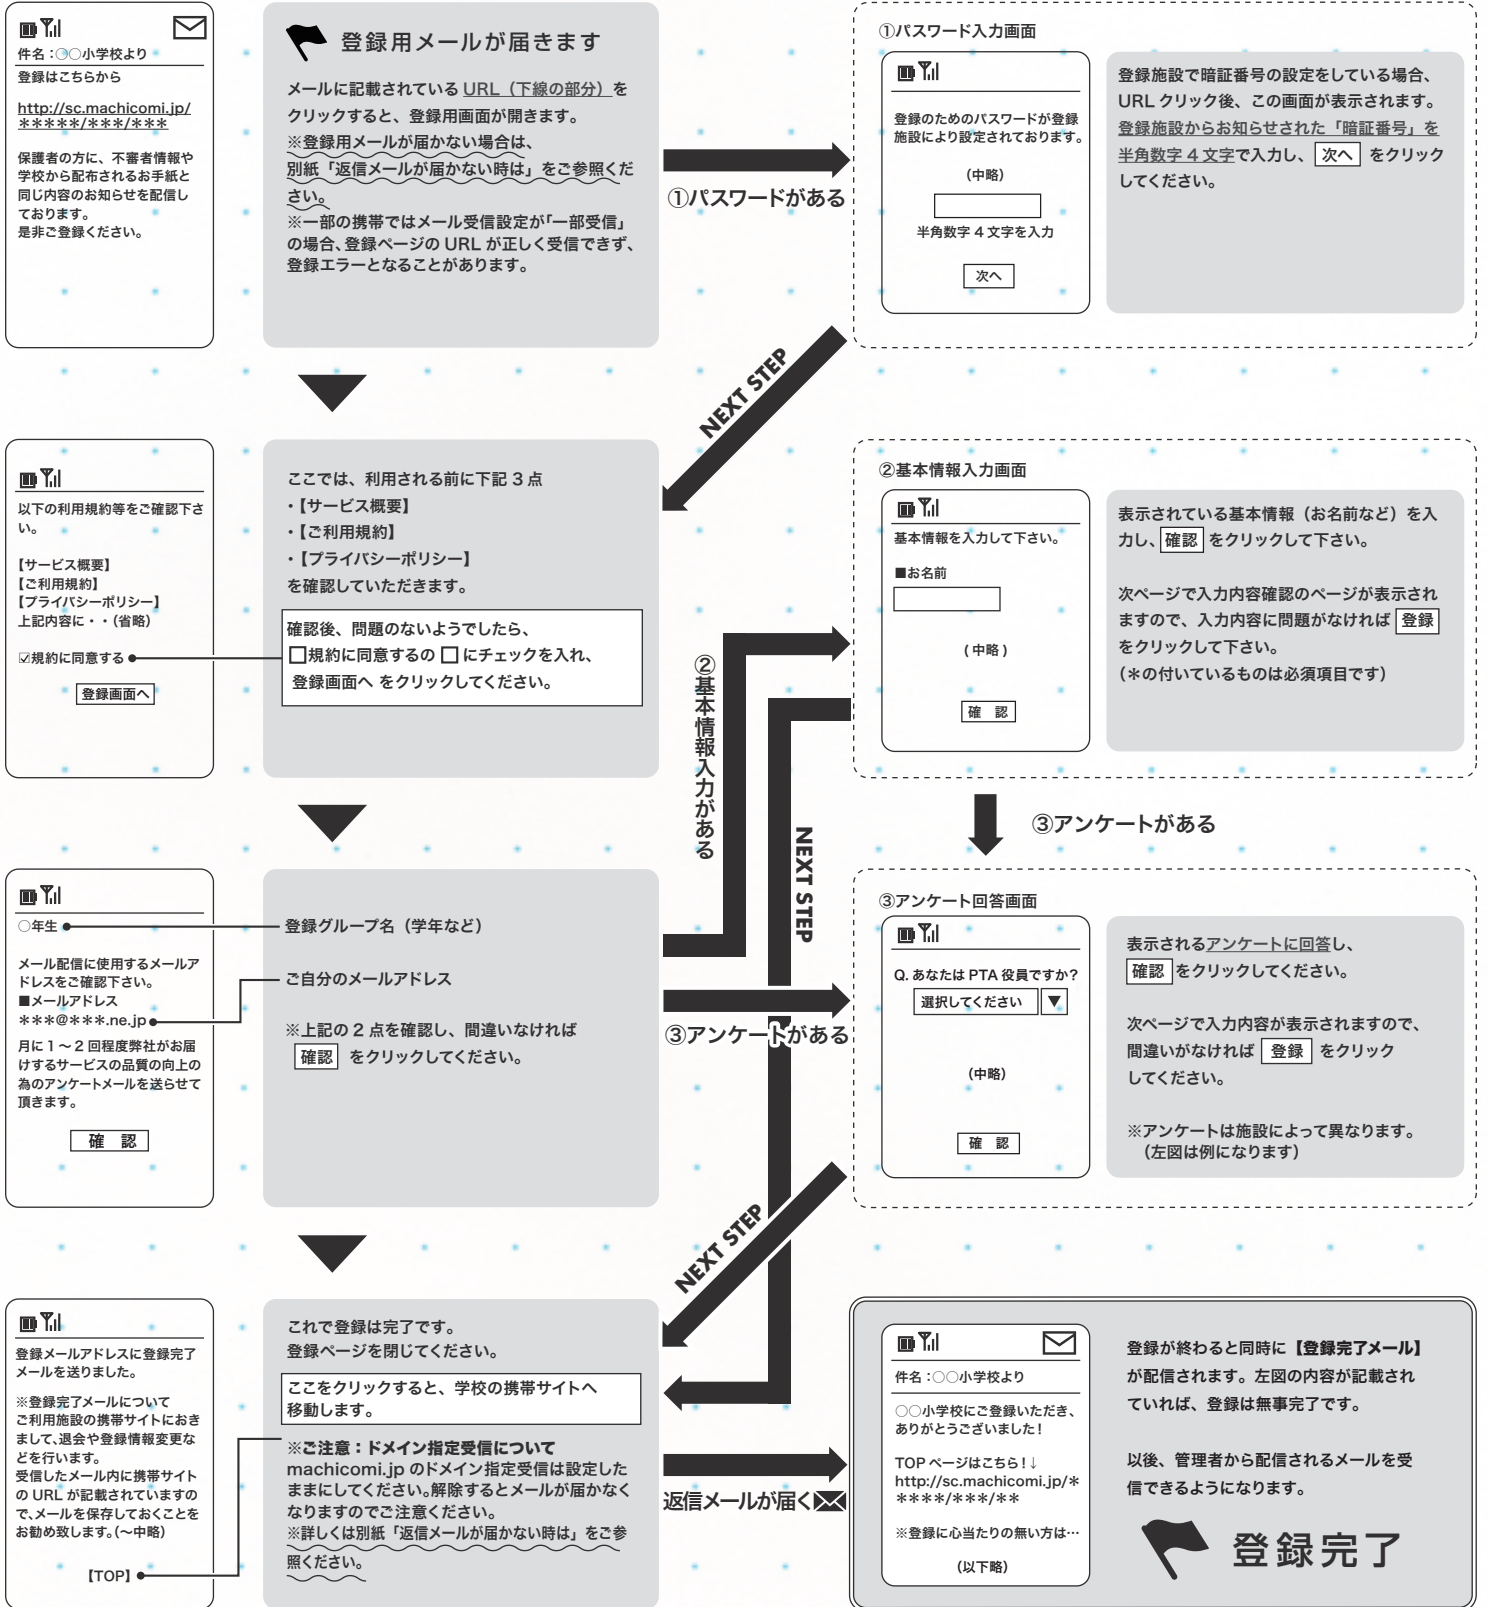 件名：○○小学校より
登録はこちらから
http://sc.machicomi.jp/
*****/***/***
保護者の方に、不審者情報や
学校から配布されるお手紙と
同じ内容のお知らせを配信し
ております。
是非ご登録ください。
登録用メールが届きます
メールに記載されている URL（下線の部分）を
クリックすると、登録用画面が開きます。
※登録用メールが届かない場合は、
別紙「返信メールが届かない時は」をご参照くだ
さい。
※一部の携帯ではメール受信設定が「一部受信」
の場合、登録ページの URL が正しく受信できず、
登録エラーとなることがあります。
①パスワードがある
①パスワード入力画面
登録のためのパスワードが登録
施設により設定されております。
(中略)
半角数字 4 文字を入力
次へ
登録施設で暗証番号の設定をしている場合、
URL クリック後、この画面が表示されます。
登録施設からお知らせされた「暗証番号」を
半角数字 4 文字で入力し、 次へ をクリック
してください。
NEXT STEP
以下の利用規約等をご確認下さ
い。
【サービス概要】
【ご利用規約】
【プライバシーポリシー】
上記内容に・・(省略)
☑規約に同意する
登録画面へ
ここでは、利用される前に下記 3 点
・【サービス概要】
・【ご利用規約】
・【プライバシーポリシー】
を確認していただきます。
確認後、問題のないようでしたら、
□規約に同意するの □ にチェックを入れ、
登録画面へ をクリックしてください。
②基本情報入力がある
②基本情報入力画面
基本情報を入力して下さい。
■お名前
( 中略 )
確 認
表示されている基本情報（お名前など）を入
力し、 確認 をクリックして下さい。
次ページで入力内容確認のページが表示され
ますので、入力内容に問題がなければ 登録
をクリックして下さい。
(＊の付いているものは必須項目です)
③アンケートがある
NEXT STEP
○年生
メール配信に使用するメールア
ドレスをご確認下さい。
■メールアドレス
***@***.ne.jp
月に 1 〜 2 回程度弊社がお届
けするサービスの品質の向上の
為のアンケートメールを送らせて
頂きます。
確 認
登録グループ名（学年など）
ご自分のメールアドレス
※上記の 2 点を確認し、間違いなければ
確認 をクリックしてください。
③アンケートがある
③アンケート回答画面
Q. あなたは PTA 役員ですか?
選択してください ▼
(中略)
確 認
表示されるアンケートに回答し、
確認 をクリックしてください。
次ページで入力内容が表示されますので、
間違いがなければ 登録 をクリック
してください。
※アンケートは施設によって異なります。
(左図は例になります)
NEXT STEP
登録メールアドレスに登録完了
メールを送りました。
※登録完了メールについて
ご利用施設の携帯サイトにおき
まして、退会や登録情報変更な
どを行います。
受信したメール内に携帯サイト
の URL が記載されていますの
で、メールを保存しておくことを
お勧め致します。(〜中略)
【TOP】
これで登録は完了です。
登録ページを閉じてください。
ここをクリックすると、学校の携帯サイトへ
移動します。
※ご注意：ドメイン指定受信について
machicomi.jp のドメイン指定受信は設定した
ままにしてください。解除するとメールが届かなく
なりますのでご注意ください。
※詳しくは別紙「返信メールが届かない時は」をご参
照ください。
返信メールが届く
件名：○○小学校より
○○小学校にご登録いただき、
ありがとうございました!
TOP ページはこちら!↓
http://sc.machicomi.jp/*
****/***/**
※登録に心当たりの無い方は…
(以下略)
登録が終わると同時に【登録完了メール】
が配信されます。左図の内容が記載され
ていれば、登録は無事完了です。
以後、管理者から配信されるメールを受
信できるようになります。
登録完了